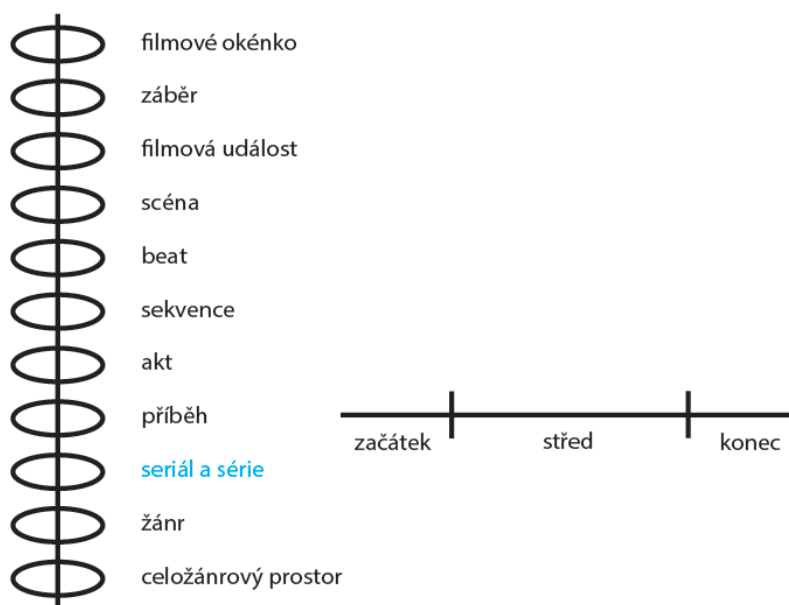 filmové okénko
záběr
filmová událost
scéna
beat
sekvence
akt
příběh
začátek střed konec
seriál a série
žánr
celožánrový prostor